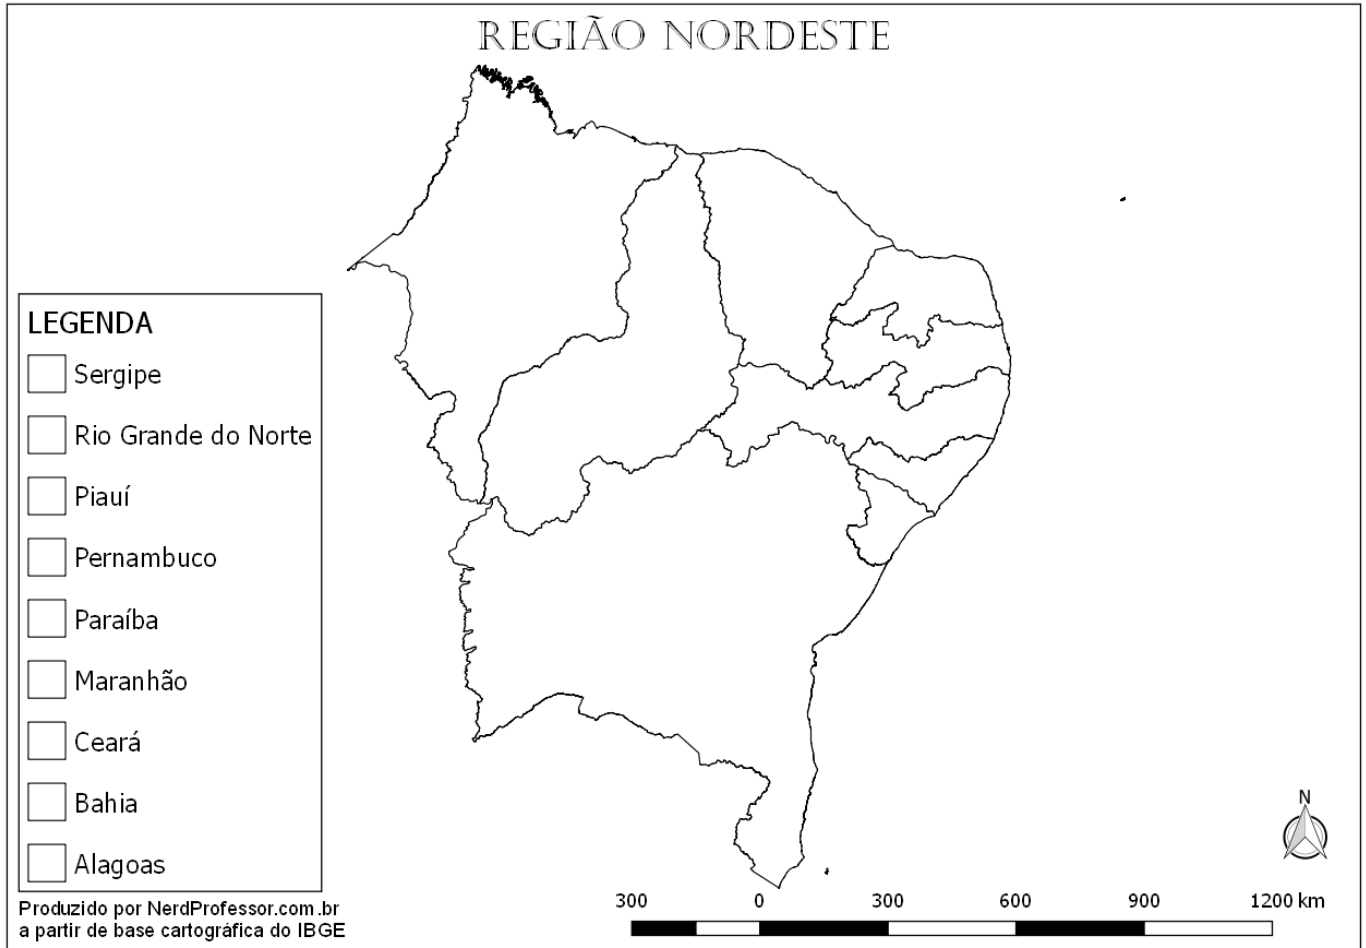 REGIÃO NORDESTE
LEGENDA
Sergipe
Rio Grande do Norte
Piauí
Pernambuco
Paraíba
Maranhão
Ceará
Bahia
Alagoas
Produzido por NerdProfessor.com.br
a partir de base cartográfica do IBGE
N
300 0 300 600 900 1200 km